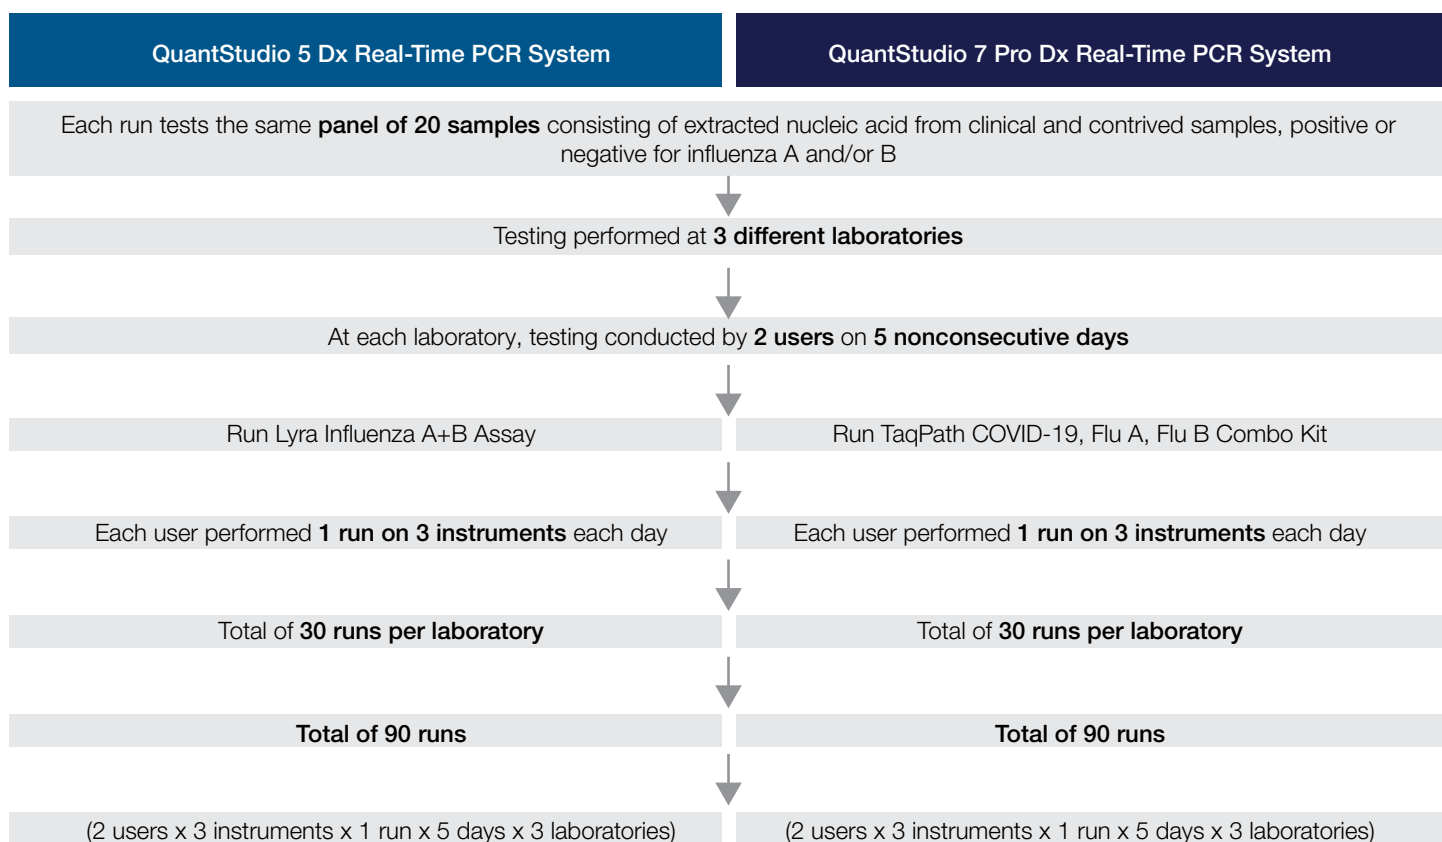 QuantStudio 5 Dx Real-Time PCR System
QuantStudio 7 Pro Dx Real-Time PCR System
Each run tests the same panel of 20 samples consisting of extracted nucleic acid from clinical and contrived samples, positive or
negative for influenza A and/or B
Testing performed at 3 different laboratories
At each laboratory, testing conducted by 2 users on 5 nonconsecutive days
Run Lyra Influenza A+B Assay
Run TaqPath COVID-19, Flu A, Flu B Combo Kit
Each user performed 1 run on 3 instruments each day
Each user performed 1 run on 3 instruments each day
Total of 30 runs per laboratory
Total of 30 runs per laboratory
Total of 90 runs
Total of 90 runs
(2 users x 3 instruments x 1 run x 5 days x 3 laboratories)
(2 users x 3 instruments x 1 run x 5 days x 3 laboratories)